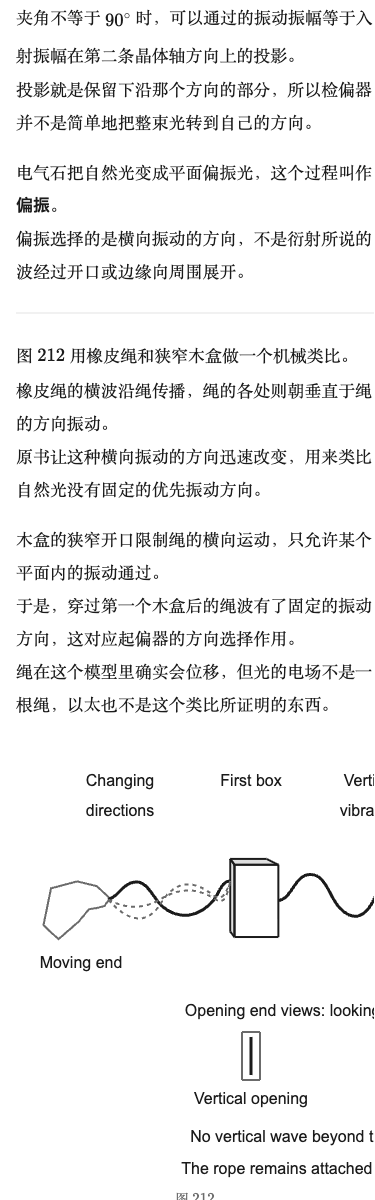 夹角不等于 90° 时，可以通过的振动振幅等于入
射振幅在第二条晶体轴方向上的投影。
投影就是保留下沿那个方向的部分，所以检偏器
并不是简单地把整束光转到自己的方向。
电气石把自然光变成平面偏振光，这个过程叫作
偏振。
偏振选择的是横向振动的方向，不是衍射所说的
波经过开口或边缘向周围展开。
图 212 用橡皮绳和狭窄木盒做一个机械类比。
橡皮绳的横波沿绳传播，绳的各处则朝垂直于绳
的方向振动。
原书让这种横向振动的方向迅速改变，用来类比
自然光没有固定的优先振动方向。
木盒的狭窄开口限制绳的横向运动，只允许某个
平面内的振动通过。
于是，穿过第一个木盒后的绳波有了固定的振动
方向，这对应起偏器的方向选择作用。
绳在这个模型里确实会位移，但光的电场不是一
根绳，以太也不是这个类比所证明的东西。
Changing
directions
First box
Verti
vibra
Moving end
Opening end views: looking
Vertical opening
No vertical wave beyond t
The rope remains attached
图 212